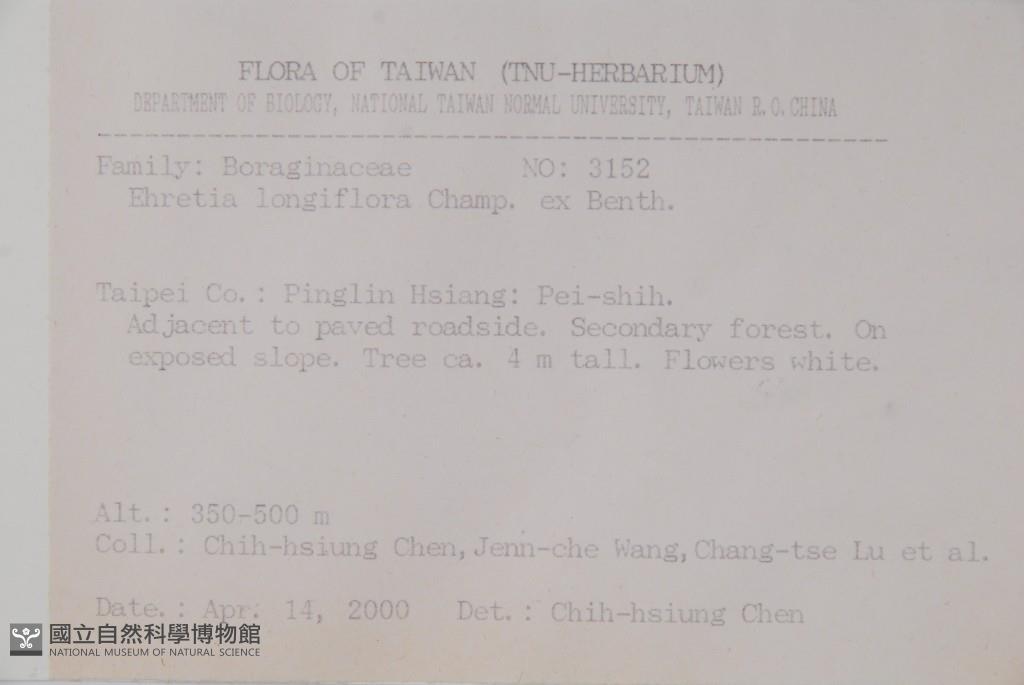 FLORA OF TAIWAN (TNU-HERBARIUM)
DEPARTMENT OF BIOLOGY, NATIONAL TAIWAN NORMAL UNIVERSITY, TAIWAN R.O.CHINA
Family: Boraginaceae NO: 3152
Ehretia longiflora Champ. ex Benth.
Taipei Co.: Pinglin Hsiang: Pei-shih.
Adjacent to paved roadside. Secondary forest. On
exposed slope. Tree ca. 4 m tall. Flowers white.
Alt.: 350-500 m
Coll.: Chih-hsiung Chen, Jenn-che Wang, Chang-tse Lu et al.
Date.: Apr. 14, 2000 Det.: Chih-hsiung Chen
國立自然科學博物館
NATIONAL MUSEUM OF NATURAL SCIENCE